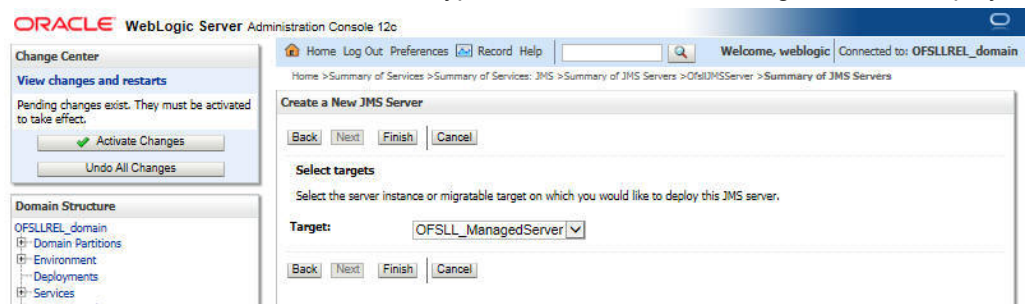 ORACLE WebLogic Server Administration Console 12c
Change Center
View changes and restarts
Pending changes exist. They must be activated
to take effect.
Activate Changes
Undo All Changes
Domain Structure
OFSLLREL_domain
Domain Partitions
Environment
Deployments
Services
Home Log Out Preferences Record Help
Welcome, weblogic Connected to: OFSLLREL_domain
Home >Summary of Services >Summary of Services: JMS >Summary of JMS Servers >OfsllJMSServer >Summary of JMS Servers
Create a New JMS Server
Back Next Finish Cancel
Select targets
Select the server instance or migratable target on which you would like to deploy this JMS server.
Target: OFSLL_ManagedServer
Back Next Finish Cancel